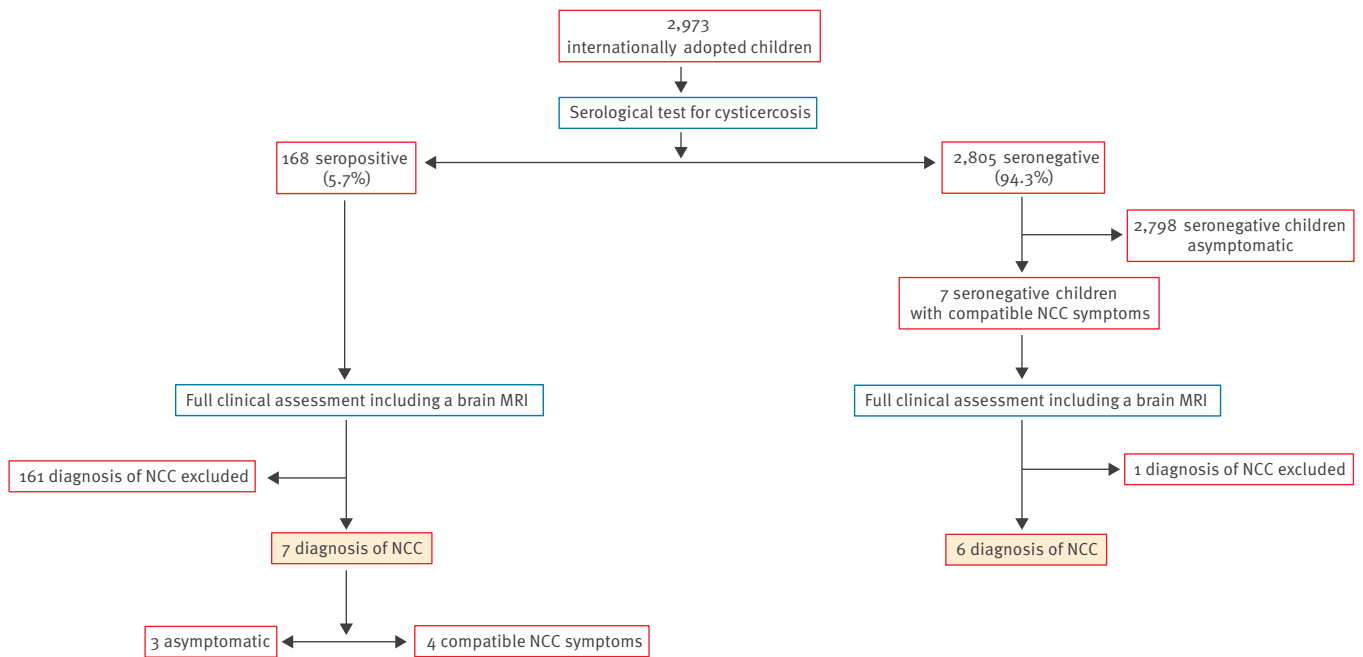 2,973
internationally adopted children
Serological test for cysticercosis
168 seropositive
(5.7%)
2,805 seronegative
(94.3%)
2,798 seronegative children
asymptomatic
7 seronegative children
with compatible NCC symptoms
Full clinical assessment including a brain MRI
Full clinical assessment including a brain MRI
161 diagnosis of NCC excluded
1 diagnosis of NCC excluded
7 diagnosis of NCC
6 diagnosis of NCC
3 asymptomatic
4 compatible NCC symptoms